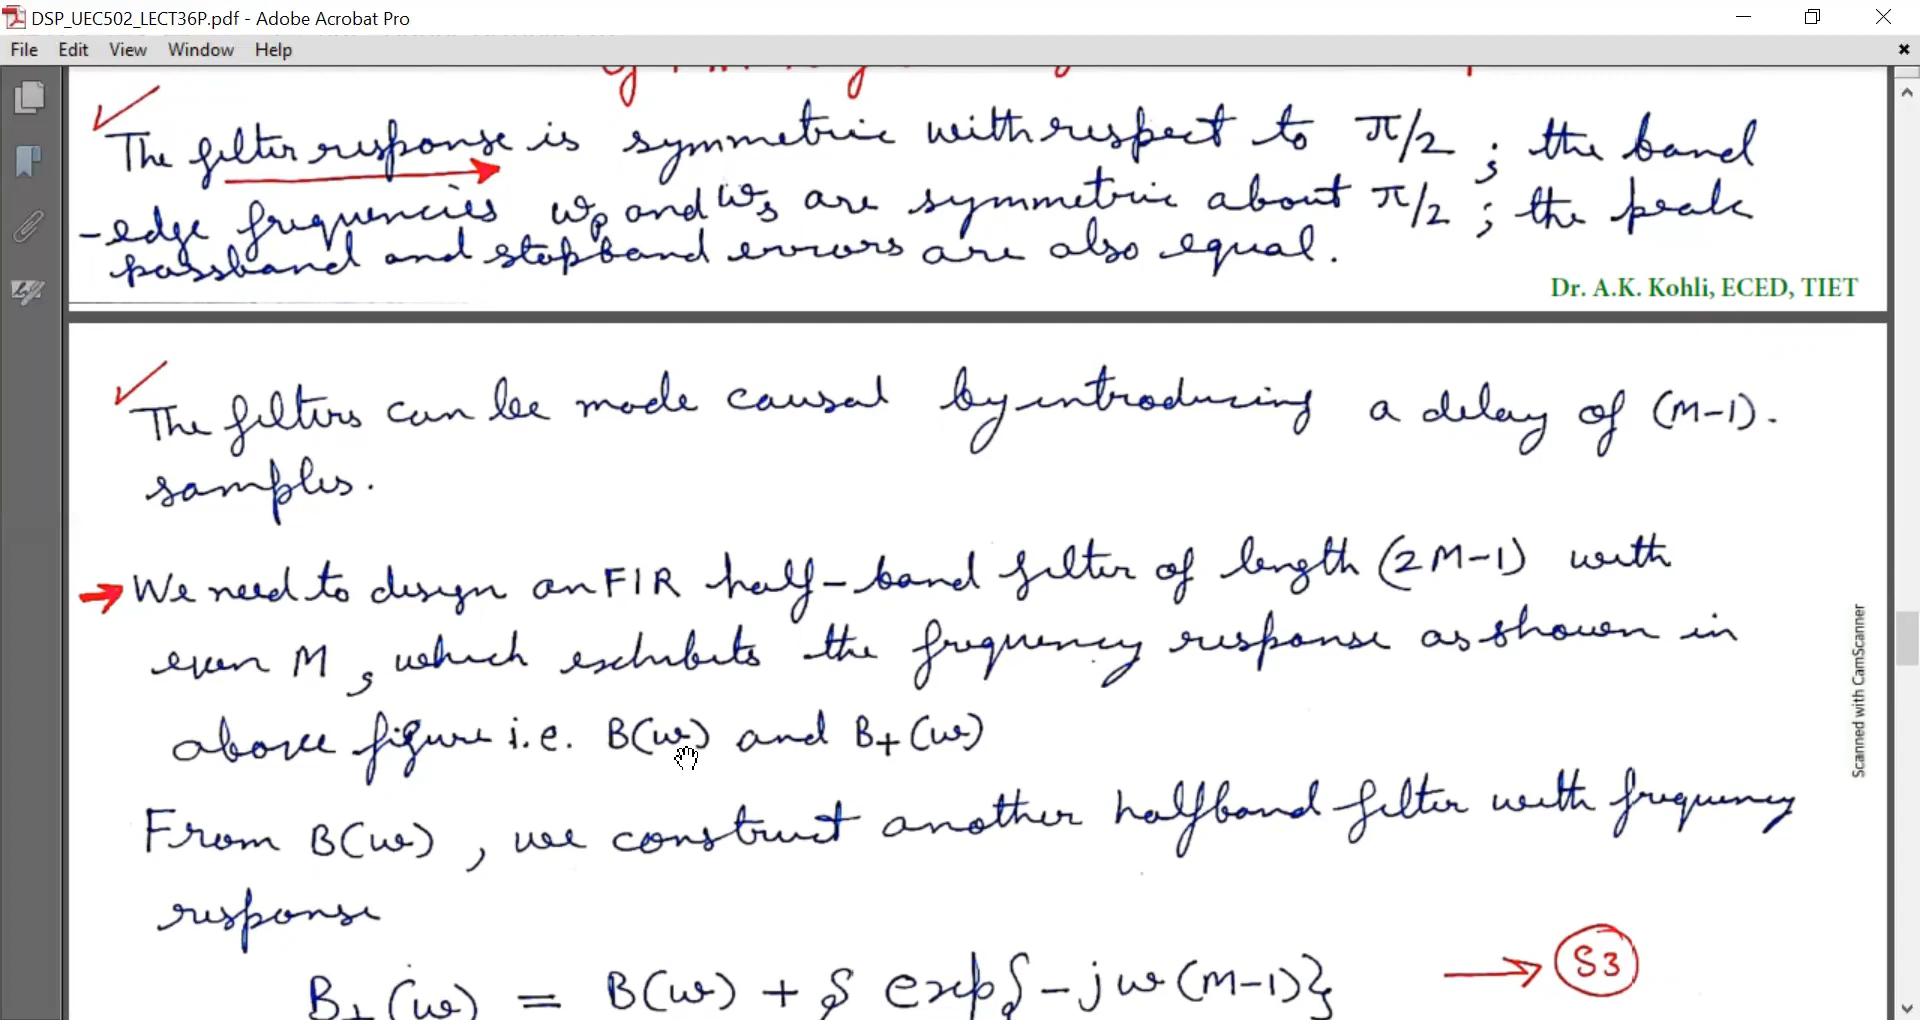 DSP_UEC502_LECT36P.pdf - Adobe Acrobat Pro
File Edit View Window Help
The filter response is symmetric with respect to π/2 ; the band
-edge frequencies ωp and ωs are symmetric about π/2 ; the peak
passband and stopband errors are also equal.
Dr. A.K. Kohli, ECED, TIET
The filters can be made causal by introducing a delay of (M-1).
samples.
→ We need to design an FIR half-band filter of length (2M-1) with
even M, which exhibits the frequency response as shown in
above figure i.e. B(ω) and B+(ω)
From B(ω), we construct another halfband filter with frequency
response
B+(ω) = B(ω) + δ exp{-jω(M-1)} → S3
Scanned with CamScanner